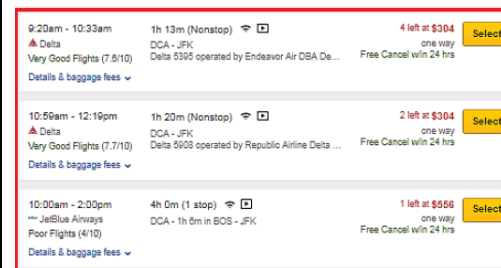 9:20am - 10:33am 1h 13m (Nonstop) 4 left at $304
Delta DCA - JFK one way Select
Very Good Flights (7.6/10) Delta 5395 operated by Endeavor Air DBA De... Free Cancel w/in 24 hrs
Details & baggage fees
10:59am - 12:19pm 1h 20m (Nonstop) 2 left at $304
Delta DCA - JFK one way Select
Very Good Flights (7.7/10) Delta 5908 operated by Republic Airline Delta ... Free Cancel w/in 24 hrs
Details & baggage fees
10:00am - 2:00pm 4h 0m (1 stop) 1 left at $556
JetBlue Airways DCA - 1h 6m in BOS - JFK one way Select
Poor Flights (4/10) Free Cancel w/in 24 hrs
Details & baggage fees